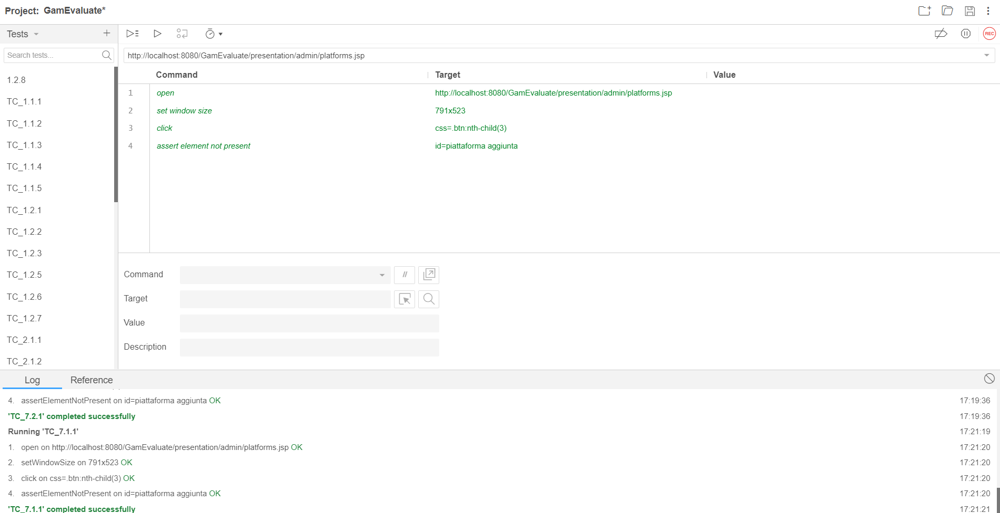 Project: GamEvaluate*
Tests
Search tests...
1.2.8
TC_1.1.1
TC_1.1.2
TC_1.1.3
TC_1.1.4
TC_1.1.5
TC_1.2.1
TC_1.2.2
TC_1.2.3
TC_1.2.5
TC_1.2.6
TC_1.2.7
TC_2.1.1
TC_2.1.2
REC
http://localhost:8080/GamEvaluate/presentation/admin/platforms.jsp
Command Target Value
1 open http://localhost:8080/GamEvaluate/presentation/admin/platforms.jsp
2 set window size 791x523
3 click css=.btn:nth-child(3)
4 assert element not present id=piattaforma aggiunta
Command //
Target
Value
Description
Log Reference
4. assertElementNotPresent on id=piattaforma aggiunta OK 17:19:36
'TC_7.2.1' completed successfully 17:19:36
Running 'TC_7.1.1' 17:21:19
1. open on http://localhost:8080/GamEvaluate/presentation/admin/platforms.jsp OK 17:21:20
2. setWindowSize on 791x523 OK 17:21:20
3. click on css=.btn:nth-child(3) OK 17:21:20
4. assertElementNotPresent on id=piattaforma aggiunta OK 17:21:20
'TC_7.1.1' completed successfully 17:21:21